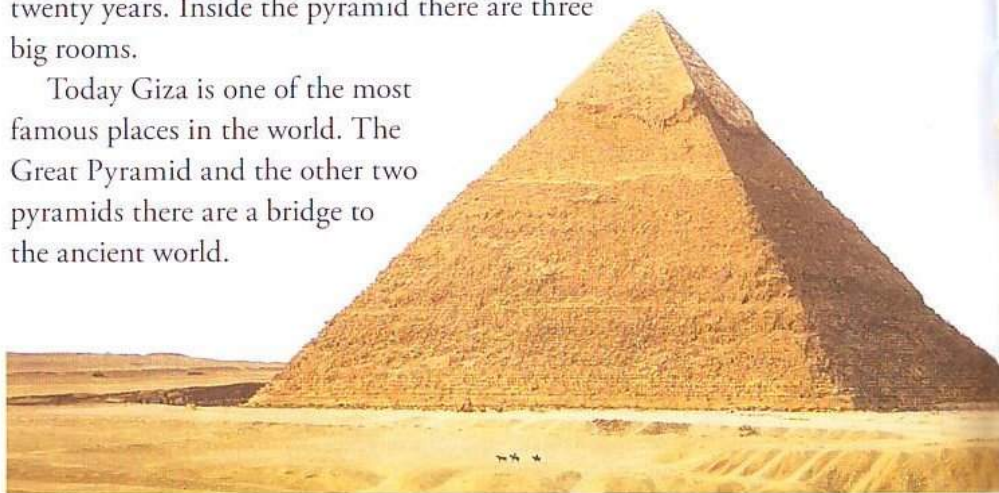 twenty years. Inside the pyramid there are three
big rooms.
Today Giza is one of the most
famous places in the world. The
Great Pyramid and the other two
pyramids there are a bridge to
the ancient world.